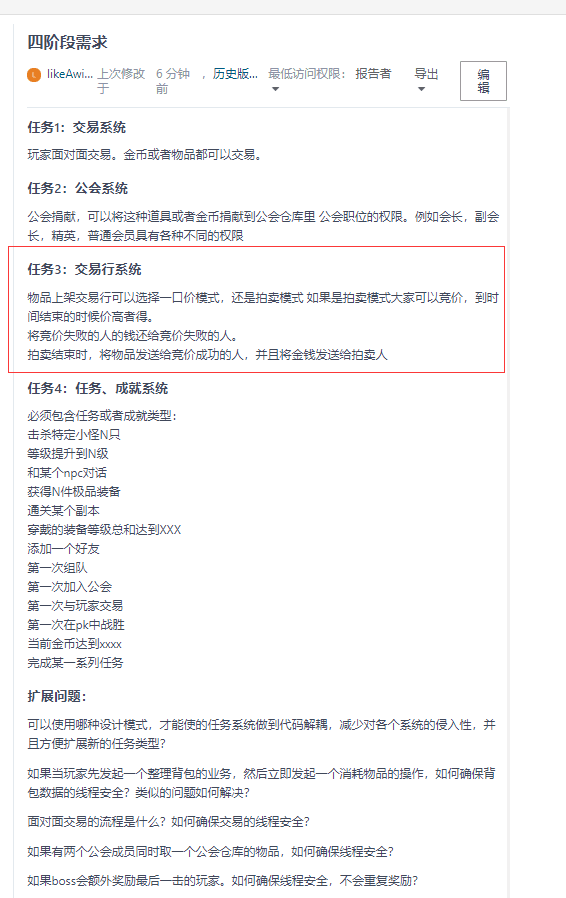 四阶段需求
likeAwi... 上次修改于 6 分钟前 , 历史版... 最低访问权限: 报告者 导出 编辑
任务1：交易系统
玩家面对面交易。金币或者物品都可以交易。
任务2：公会系统
公会捐献，可以将这种道具或者金币捐献到公会仓库里 公会职位的权限。例如会长，副会
长，精英，普通会员具有各种不同的权限
任务3：交易行系统
物品上架交易行可以选择一口价模式，还是拍卖模式 如果是拍卖模式大家可以竞价，到时
间结束的时候价高者得。
将竞价失败的人的钱还给竞价失败的人。
拍卖结束时，将物品发送给竞价成功的人，并且将金钱发送给拍卖人
任务4：任务、成就系统
必须包含任务或者成就类型：
击杀特定小怪N只
等级提升到N级
和某个npc对话
获得N件极品装备
通关某个副本
穿戴的装备等级总和达到XXX
添加一个好友
第一次组队
第一次加入公会
第一次与玩家交易
第一次在pk中战胜
当前金币达到xxxx
完成某一系列任务
扩展问题：
可以使用哪种设计模式，才能使的任务系统做到代码解耦，减少对各个系统的侵入性，并
且方便扩展新的任务类型？
如果当玩家先发起一个整理背包的业务，然后立即发起一个消耗物品的操作，如何确保背
包数据的线程安全？类似的问题如何解决？
面对面交易的流程是什么？如何确保交易的线程安全？
如果有两个公会成员同时取一个公会仓库的物品，如何确保线程安全？
如果boss会额外奖励最后一击的玩家。如何确保线程安全，不会重复奖励？